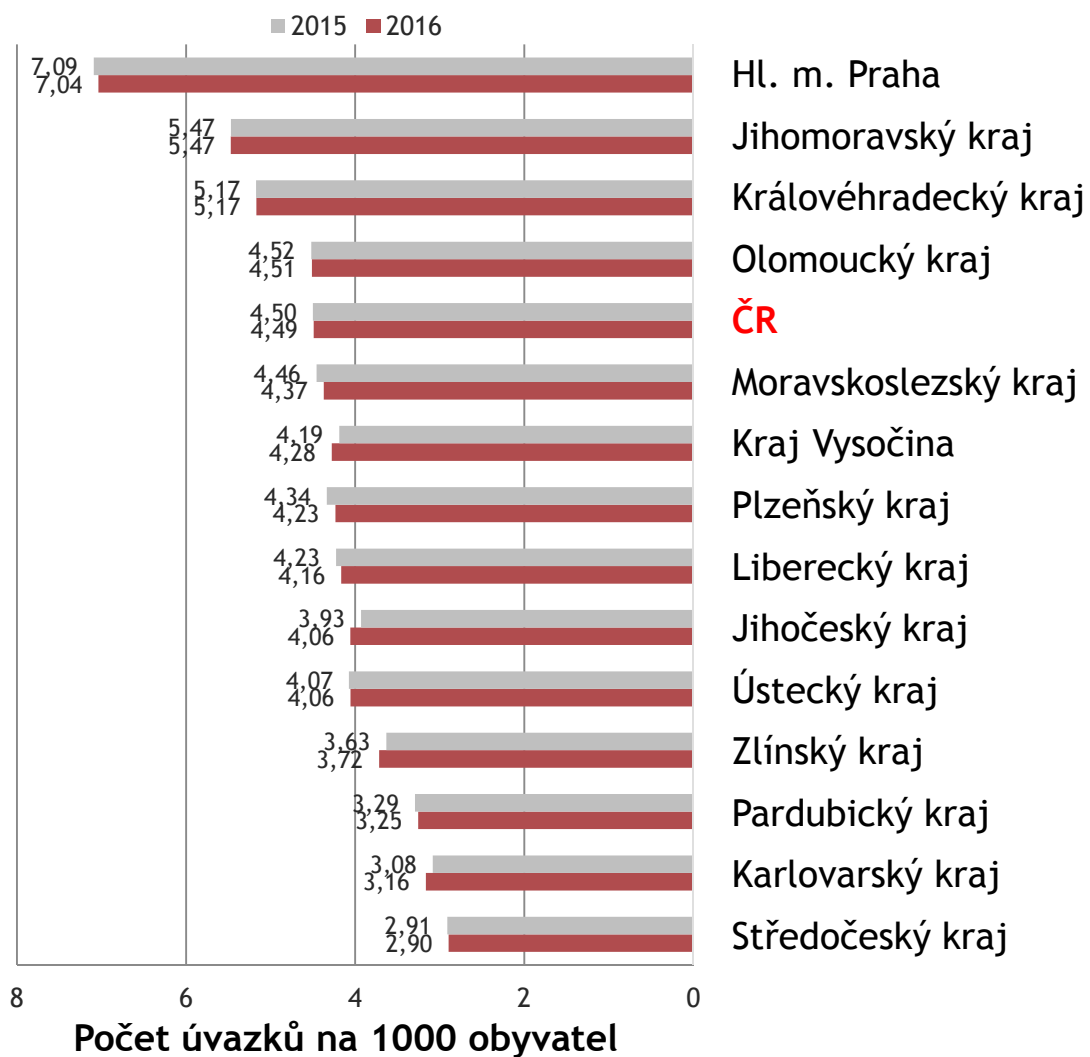 2015 2016
7,09 Hl. m. Praha
7,04
5,47 Jihomoravský kraj
5,47
5,17 Královéhradecký kraj
5,17
4,52 Olomoucký kraj
4,51
4,50 ČR
4,49
4,46 Moravskoslezský kraj
4,37
4,19 Kraj Vysočina
4,28
4,34 Plzeňský kraj
4,23
4,23 Liberecký kraj
4,16
3,93 Jihočeský kraj
4,06
4,07 Ústecký kraj
4,06
3,63 Zlínský kraj
3,72
3,29 Pardubický kraj
3,25
3,08 Karlovarský kraj
3,16
2,91 Středočeský kraj
2,90
8 6 4 2 0
Počet úvazků na 1000 obyvatel